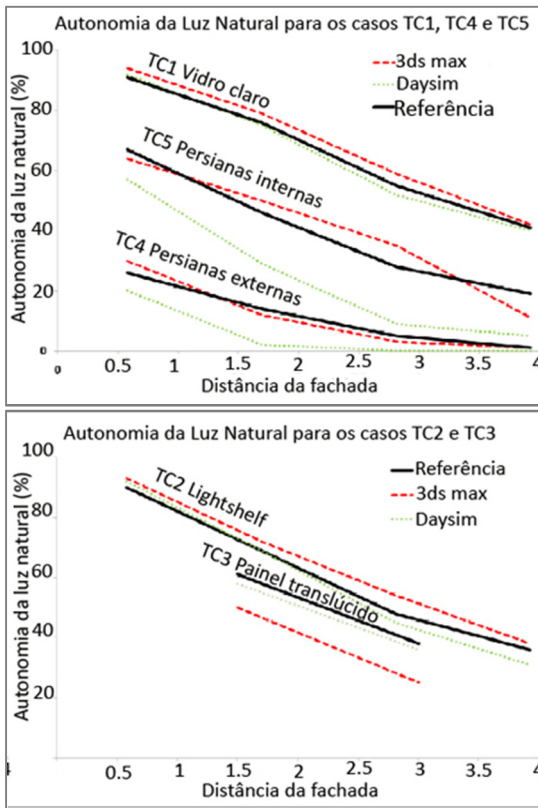 Autonomia da Luz Natural para os casos TC1, TC4 e TC5
Autonomia da luz natural (%)
100
80
60
40
20
0
0
0.5
1
1.5
2
2.5
3
3.5
4
Distância da fachada
3ds max
Daysim
Referência
TC1 Vidro claro
TC5 Persianas internas
TC4 Persianas externas
Autonomia da Luz Natural para os casos TC2 e TC3
Autonomia da luz natural (%)
100
80
60
40
20
4
0.5
1
1.5
2
2.5
3
3.5
4
Distância da fachada
Referência
3ds max
Daysim
TC2 Lightshelf
TC3 Painel translúcido